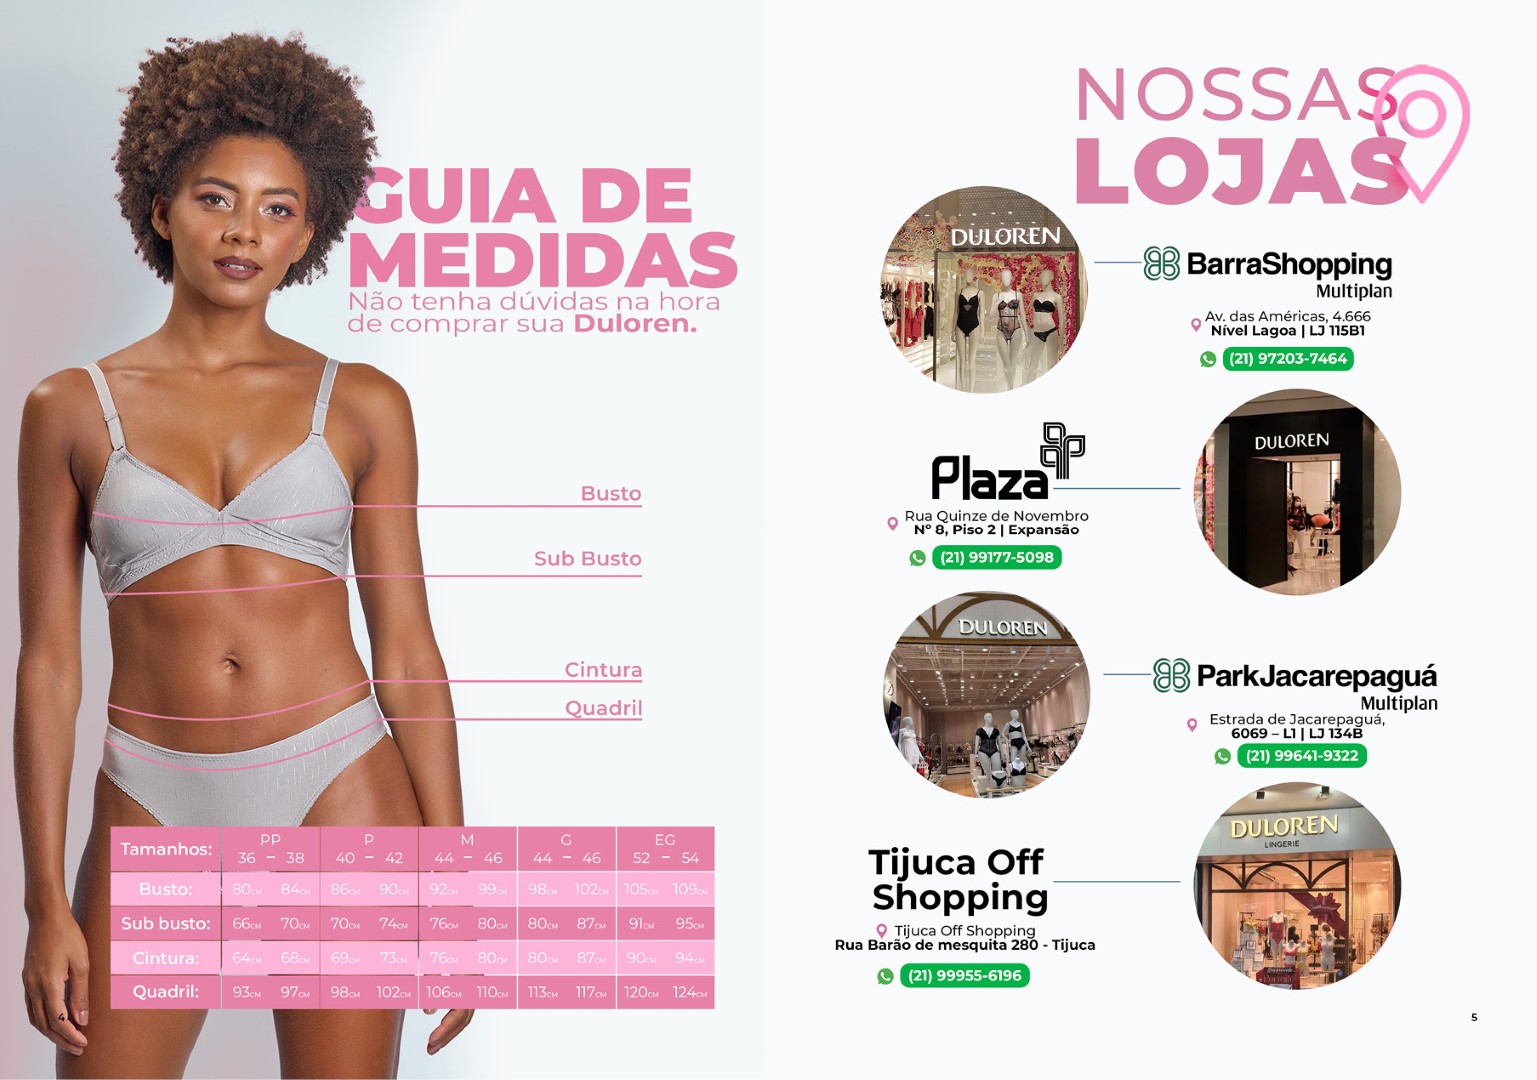 GUIA DE
MEDIDAS
Não tenha dúvidas na hora
de comprar sua Duloren.
Busto
Sub Busto
Cintura
Quadril
Tamanhos: PP 36 – 38 P 40 – 42 M 44 – 46 G 44 – 46 EG 52 – 54
Busto: 80CM 84CM 86CM 90CM 92CM 99CM 98CM 102CM 105CM 109CM
Sub busto: 66CM 70CM 70CM 74CM 76CM 80CM 80CM 87CM 91CM 95CM
Cintura: 64CM 68CM 69CM 73CM 76CM 80CM 80CM 87CM 90CM 94CM
Quadril: 93CM 97CM 98CM 102CM 106CM 110CM 113CM 117CM 120CM 124CM
4
NOSSAS
LOJAS
DULOREN
BarraShopping
Multiplan
Av. das Américas, 4.666
Nível Lagoa | LJ 115B1
(21) 97203-7464
Plaza
Rua Quinze de Novembro
Nº 8, Piso 2 | Expansão
(21) 99177-5098
DULOREN
DULOREN
ParkJacarepaguá
Multiplan
Estrada de Jacarepaguá,
6069 – L1 | LJ 134B
(21) 99641-9322
Tijuca Off
Shopping
Tijuca Off Shopping
Rua Barão de mesquita 280 - Tijuca
(21) 99955-6196
DULOREN
LINGERIE
5